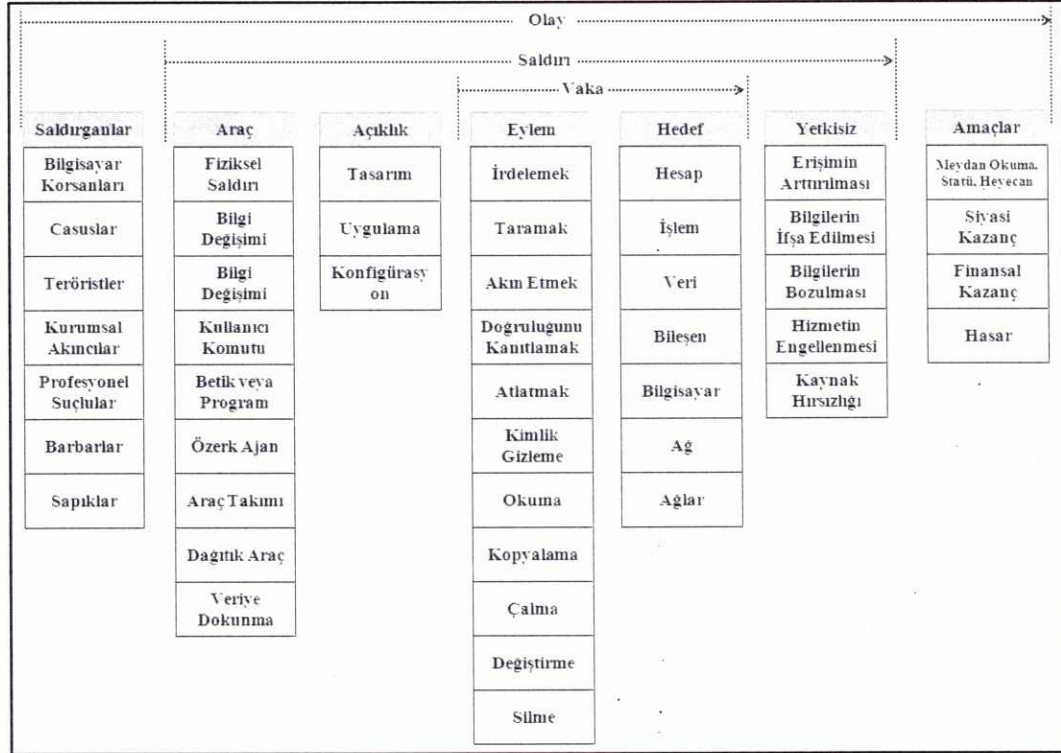 Olay
Saldırı
Vaka
Saldırganlar
Bilgisayar
Korsanları
Casuslar
Teröristler
Kurumsal
Akıncılar
Profesyonel
Suçlular
Barbarlar
Sapıklar
Araç
Fiziksel
Saldırı
Bilgi
Değişimi
Bilgi
Değişimi
Kullanıcı
Komutu
Betik veya
Program
Özerk Ajan
Araç Takımı
Dağıtık Araç
Veriye
Dokunma
Açıklık
Tasarım
Uygulama
Konfigürasy
on
Eylem
İrdelemek
Taramak
Akın Etmek
Doğruluğunu
Kanıtlamak
Atlatmak
Kimlik
Gizleme
Okuma
Kopyalama
Çalma
Değiştirme
Silme
Hedef
Hesap
İşlem
Veri
Bileşen
Bilgisayar
Ağ
Ağlar
Yetkisiz
Erişimin
Arttırılması
Bilgilerin
İfşa Edilmesi
Bilgilerin
Bozulması
Hizmetin
Engellenmesi
Kaynak
Hırsızlığı
Amaçlar
Meydan Okuma,
Statü, Heyecan
Siyasi
Kazanç
Finansal
Kazanç
Hasar